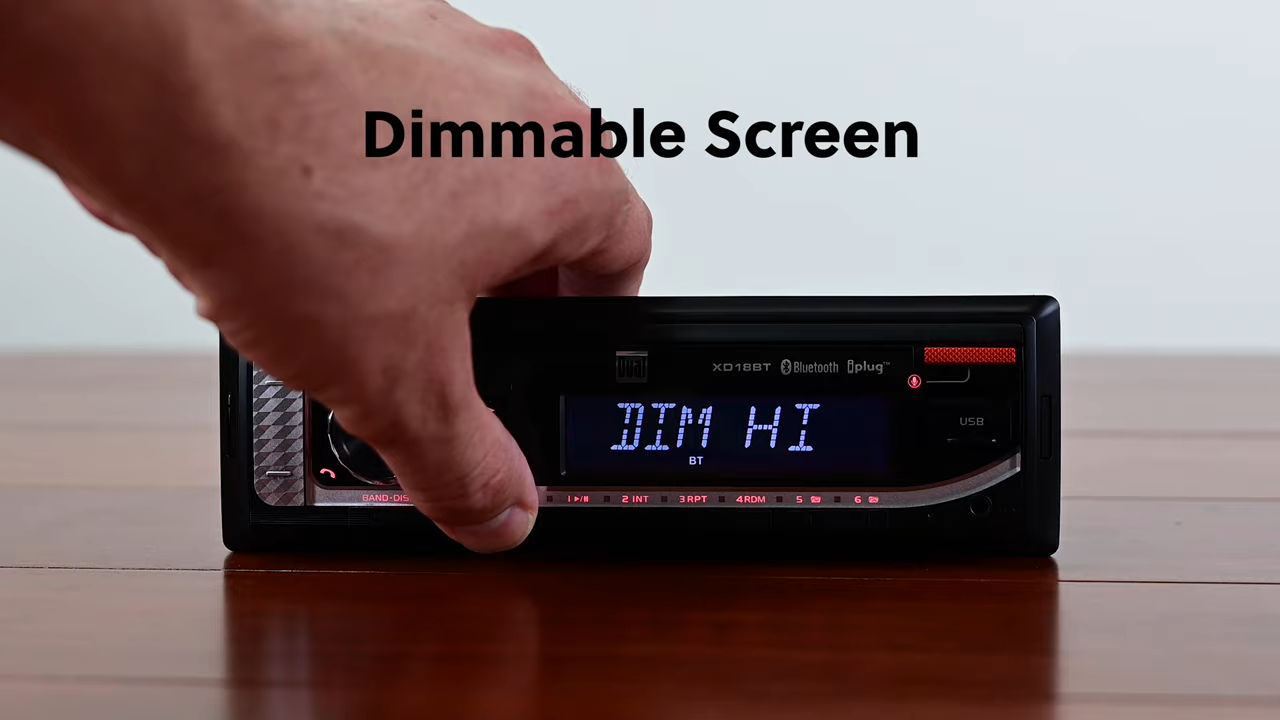 Dimmable Screen
Dual
XD18BT Bluetooth iplug™
DIM HI
USB
BT
BAND·DIS
1 2 INT 3 RPT 4 RDM 5 6